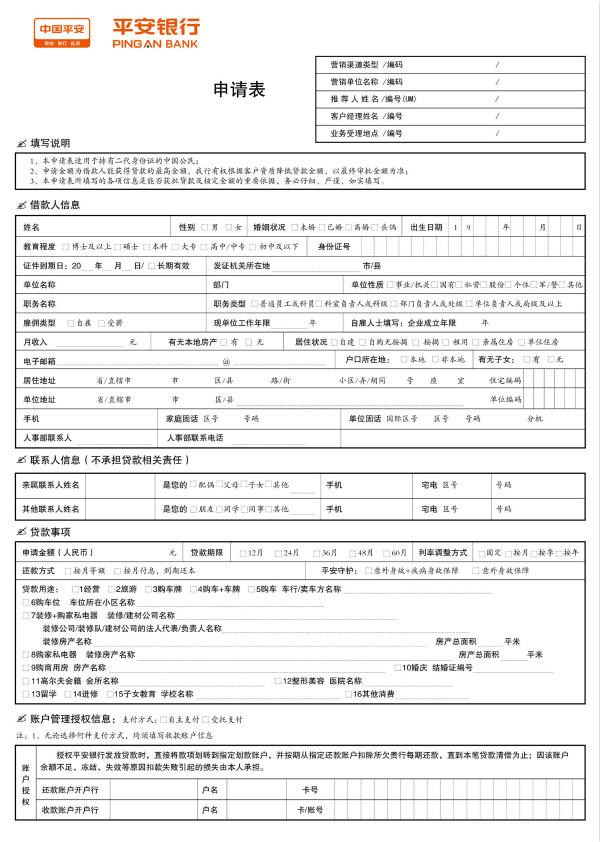 中国平安
保险·银行·投资
平安银行
PING AN BANK
申请表
营销渠道类型 /编码 /
营销单位名称 /编码 /
推荐人姓名/编号(UM) /
客户经理姓名 /编号 /
业务受理地点 /编号 /
填写说明
1、本申请表适用于持有二代身份证的中国公民；
2、申请金额为借款人能获得贷款的最高金额，我行有权根据客户资质降低贷款金额，以最终审批金额为准；
3、本申请表所填写的各项信息是能否获批贷款及核定金额的重要依据，务必仔细、严谨、如实填写。
借款人信息
姓名 性别 □男 □女 婚姻状况 □未婚 □已婚 □离婚 □丧偶 出生日期 1 9 年 月 日
教育程度 □博士及以上 □硕士 □本科 □大专 □高中/中专 □初中及以下 身份证号
证件到期日：20 年 月 日/ □长期有效 发证机关所在地 市/县
单位名称 部门 单位性质 □事业/机关 □国有 □私营 □股份 □个体 □军/警 □其他
职务名称 职务类型 □普通员工或科员 □科室负责人或科级 □部门负责人或处级 □单位负责人或局级及以上
雇佣类型 □自雇 □受薪 现单位工作年限 年 自雇人士填写：企业成立年限 年
月收入 元 有无本地房产 □有 □无 居住状况 □自建 □自购无按揭 □按揭 □租用 □亲属住房 □单位住房
电子邮箱 @ 户口所在地： □本地 □非本地 有无子女： □有 □无
居住地址 省/直辖市 市 区/县 路/街 小区/弄/胡同 号 座 室 住宅编码
单位地址 省/直辖市 市 区/县 单位编码
手机 家庭固话 区号 号码 单位固话 国际区号 区号 号码 分机
人事部联系人 人事部联系电话
联系人信息（不承担贷款相关责任）
亲属联系人姓名 是您的 □配偶 □父母 □子女 □其他 手机 宅电 区号 号码
其他联系人姓名 是您的 □朋友 □同学 □同事 □其他 手机 宅电 区号 号码
贷款事项
申请金额（人民币） 元 贷款期限 □12月 □24月 □36月 □48月 □60月 利率调整方式 □固定 □按月 □按季 □按年
还款方式 □按月等额 □按月付息，到期还本 平安守护： □意外身故+疾病身故保障 □意外身故保障
贷款用途： □1经营 □2旅游 □3购车牌 □4购车+车牌 □5购车 车行/卖车方名称
□6购车位 车位所在小区名称
□7装修+购家私电器 装修/建材公司名称
装修公司/装修队/建材公司的法人代表/负责人名称
装修房产名称 房产总面积 平米
□8购家私电器 装修房产名称 房产总面积 平米
□9购商用房 房产名称 □10婚庆 结婚证编号
□11高尔夫会籍 会所名称 □12整形美容 医院名称
□13留学 □14进修 □15子女教育 学校名称 □16其他消费
账户管理授权信息：支付方式：□自主支付 □受托支付
注：1、无论选择何种支付方式，均须填写收款账户信息
账户授权
授权平安银行发放贷款时，直接将款项划转到指定划款账户，并按期从指定还款账户扣除所欠贵行每期还款，直到本笔贷款清偿为止；因该账户
余额不足、冻结、失效等原因扣款失败引起的损失由本人承担。
还款账户开户行 户名 卡号
收款账户开户行 户名 卡/账号